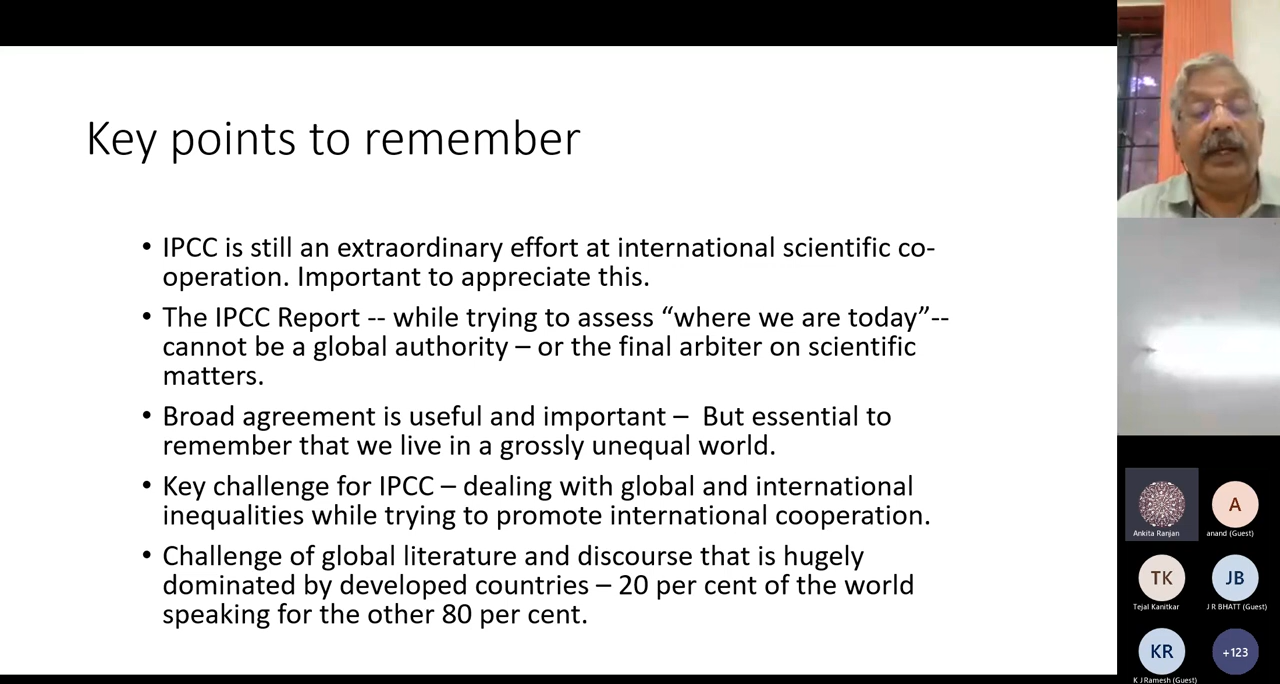 Key points to remember
• IPCC is still an extraordinary effort at international scientific co-
operation. Important to appreciate this.
• The IPCC Report -- while trying to assess “where we are today”--
cannot be a global authority – or the final arbiter on scientific
matters.
• Broad agreement is useful and important –  But essential to
remember that we live in a grossly unequal world.
• Key challenge for IPCC – dealing with global and international
inequalities while trying to promote international cooperation.
• Challenge of global literature and discourse that is hugely
dominated by developed countries – 20 per cent of the world
speaking for the other 80 per cent.
A
Ankita Ranjan
anand (Guest)
TK
JB
Tejal Kanitkar
J R BHATT (Guest)
KR
+123
K J Ramesh (Guest)